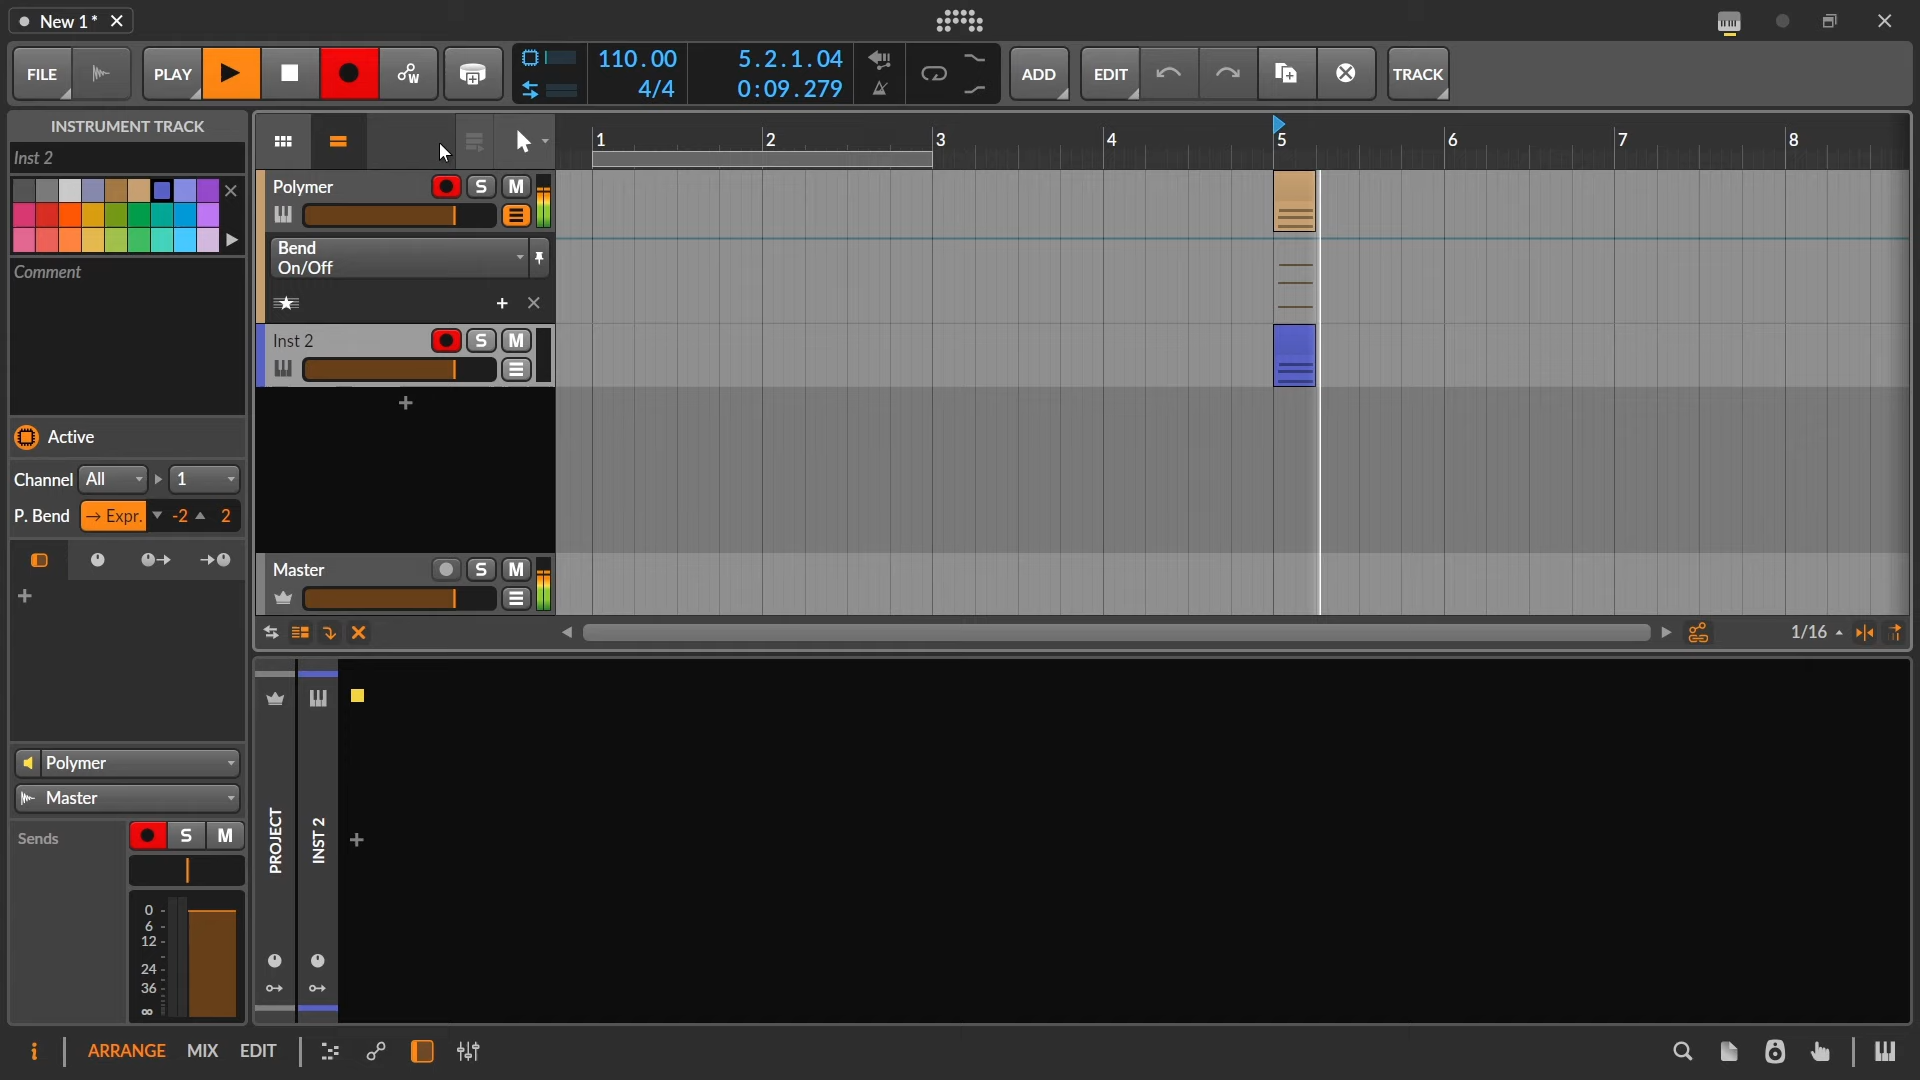 New 1*
FILE
PLAY
W
110.00
4/4
5.2.1.04
0:09.279
ADD
EDIT
TRACK
INSTRUMENT TRACK
Inst 2
Comment
Active
Channel All 1
P. Bend → Expr. -2 2
Polymer
Master
Sends
S M
0
6
12
24
36
∞
1 2 3 4 5 6 7 8
Polymer S M
Bend
On/Off
Inst 2 S M
Master S M
1/16
PROJECT
INST 2
i ARRANGE MIX EDIT